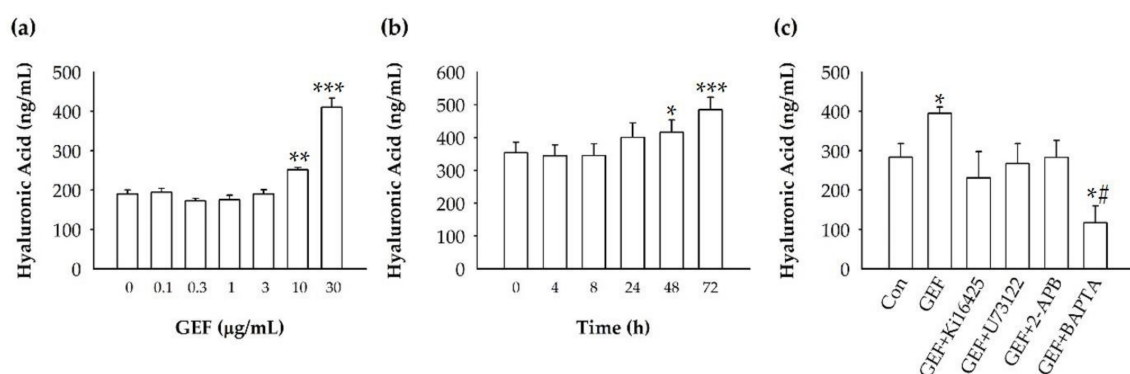 (a)
Hyaluronic Acid (ng/mL)
500
400
300
200
100
0
**
***
0 0.1 0.3 1 3 10 30
GEF (μg/mL)
(b)
Hyaluronic Acid (ng/mL)
600
500
400
300
200
100
0
*
***
0 4 8 24 48 72
Time (h)
(c)
Hyaluronic Acid (ng/mL)
500
400
300
200
100
0
*
*#
Con
GEF
GEF+Ki16425
GEF+U73122
GEF+2-APB
GEF+BAPTA